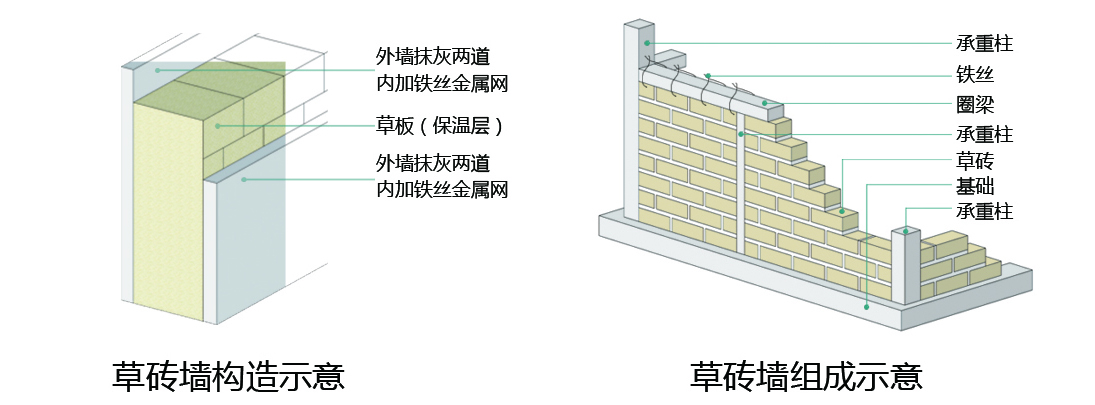 外墙抹灰两道
内加铁丝金属网
草板（保温层）
外墙抹灰两道
内加铁丝金属网
草砖墙构造示意
承重柱
铁丝
圈梁
承重柱
草砖
基础
承重柱
草砖墙组成示意